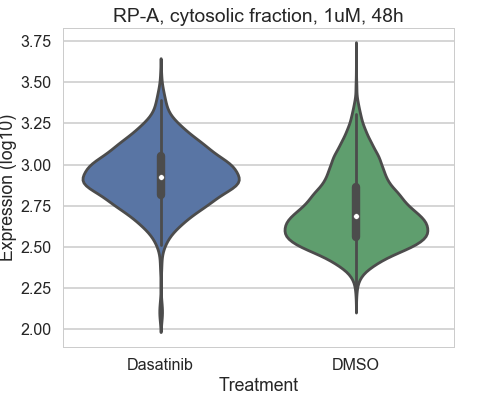 RP-A, cytosolic fraction, 1uM, 48h
3.75
3.50
3.25
3.00
2.75
2.50
2.25
2.00
Expression (log10)
Dasatinib
DMSO
Treatment